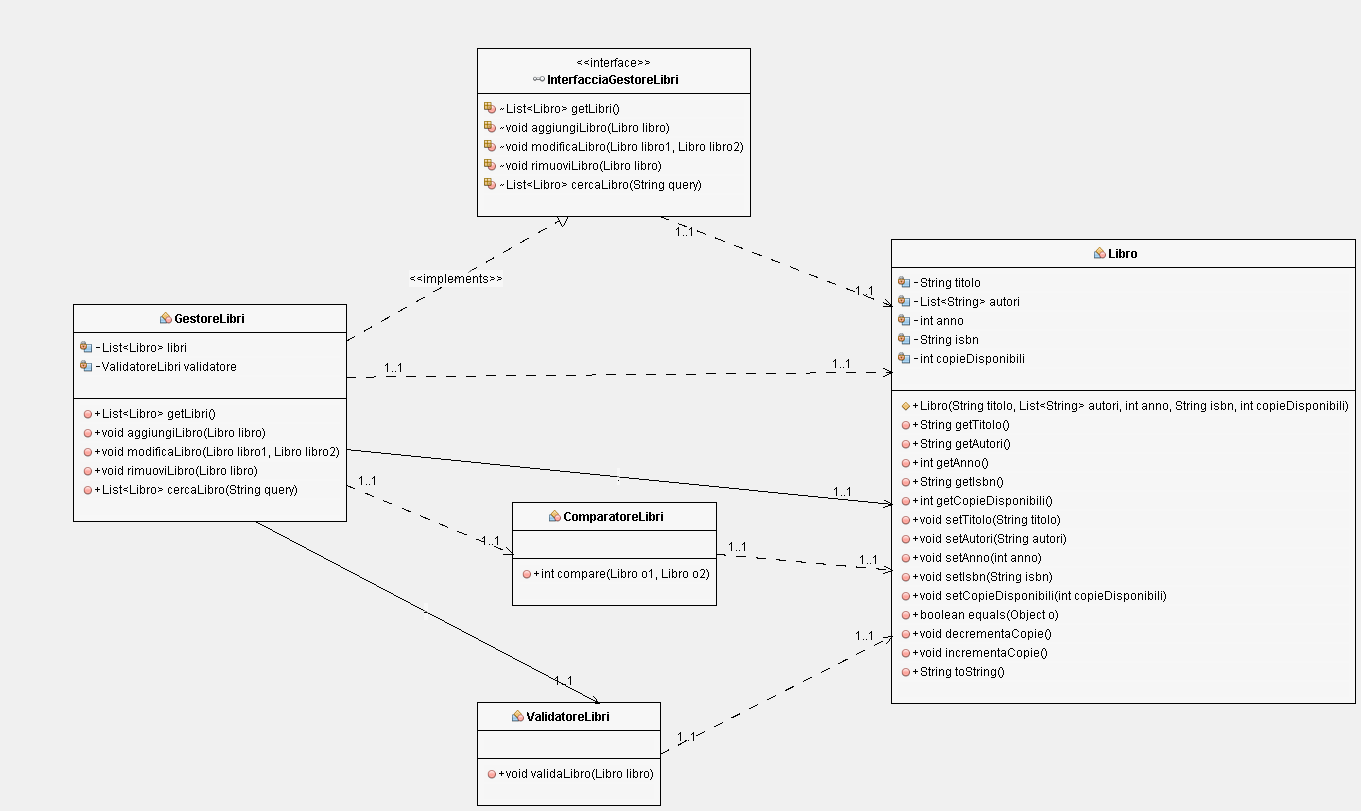 <<interface>>
InterfacciaGestoreLibri
~List<Libro> getLibri()
~void aggiungiLibro(Libro libro)
~void modificaLibro(Libro libro1, Libro libro2)
~void rimuoviLibro(Libro libro)
~List<Libro> cercaLibro(String query)
1..1
1..1
<<implements>>
GestoreLibri
-List<Libro> libri
-ValidatoreLibri validatore
+List<Libro> getLibri()
+void aggiungiLibro(Libro libro)
+void modificaLibro(Libro libro1, Libro libro2)
+void rimuoviLibro(Libro libro)
+List<Libro> cercaLibro(String query)
1..1
1..1
1..1
1..1
1..1
ComparatoreLibri
+int compare(Libro o1, Libro o2)
1..1
1..1
1..1
ValidatoreLibri
+void validaLibro(Libro libro)
1..1
1..1
Libro
-String titolo
-List<String> autori
-int anno
-String isbn
-int copieDisponibili
+Libro(String titolo, List<String> autori, int anno, String isbn, int copieDisponibili)
+String getTitolo()
+String getAutori()
+int getAnno()
+String getIsbn()
+int getCopieDisponibili()
+void setTitolo(String titolo)
+void setAutori(String autori)
+void setAnno(int anno)
+void setIsbn(String isbn)
+void setCopieDisponibili(int copieDisponibili)
+boolean equals(Object o)
+void decrementaCopie()
+void incrementaCopie()
+String toString()